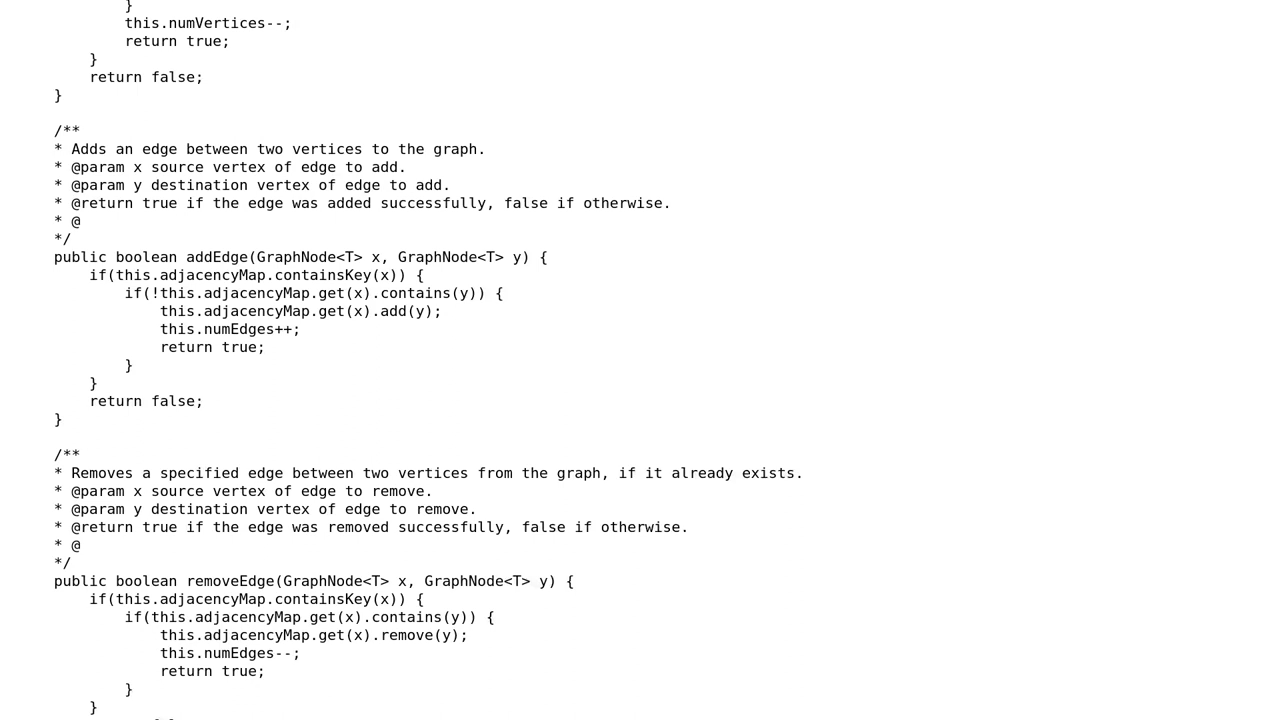 }
        this.numVertices--;
        return true;
    }
    return false;
}

/**
* Adds an edge between two vertices to the graph.
* @param x source vertex of edge to add.
* @param y destination vertex of edge to add.
* @return true if the edge was added successfully, false if otherwise.
* @
*/
public boolean addEdge(GraphNode<T> x, GraphNode<T> y) {
    if(this.adjacencyMap.containsKey(x)) {
        if(!this.adjacencyMap.get(x).contains(y)) {
            this.adjacencyMap.get(x).add(y);
            this.numEdges++;
            return true;
        }
    }
    return false;
}

/**
* Removes a specified edge between two vertices from the graph, if it already exists.
* @param x source vertex of edge to remove.
* @param y destination vertex of edge to remove.
* @return true if the edge was removed successfully, false if otherwise.
* @
*/
public boolean removeEdge(GraphNode<T> x, GraphNode<T> y) {
    if(this.adjacencyMap.containsKey(x)) {
        if(this.adjacencyMap.get(x).contains(y)) {
            this.adjacencyMap.get(x).remove(y);
            this.numEdges--;
            return true;
        }
    }